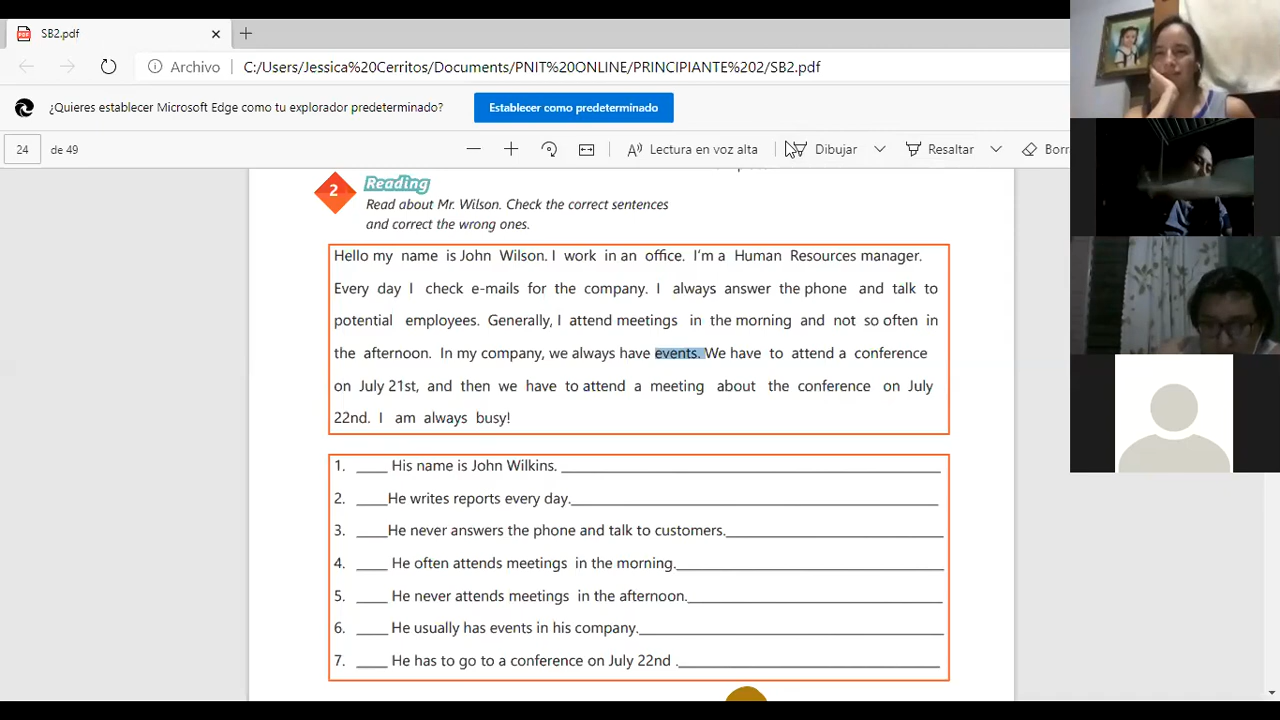 SB2.pdf
Archivo C:/Users/Jessica%20Cerritos/Documents/PNIT%20ONLINE/PRINCIPIANTE%202/SB2.pdf
¿Quieres establecer Microsoft Edge como tu explorador predeterminado? Establecer como predeterminado
24 de 49 Lectura en voz alta Dibujar Resaltar Borr
2 Reading
Read about Mr. Wilson. Check the correct sentences
and correct the wrong ones.
Hello my name is John Wilson. I work in an office. I'm a Human Resources manager.
Every day I check e-mails for the company. I always answer the phone and talk to
potential employees. Generally, I attend meetings in the morning and not so often in
the afternoon. In my company, we always have events. We have to attend a conference
on July 21st, and then we have to attend a meeting about the conference on July
22nd. I am always busy!
1. ____ His name is John Wilkins. ____
2. ____He writes reports every day.____
3. ____He never answers the phone and talk to customers.____
4. ____ He often attends meetings in the morning.____
5. ____ He never attends meetings in the afternoon.____
6. ____ He usually has events in his company.____
7. ____ He has to go to a conference on July 22nd .____